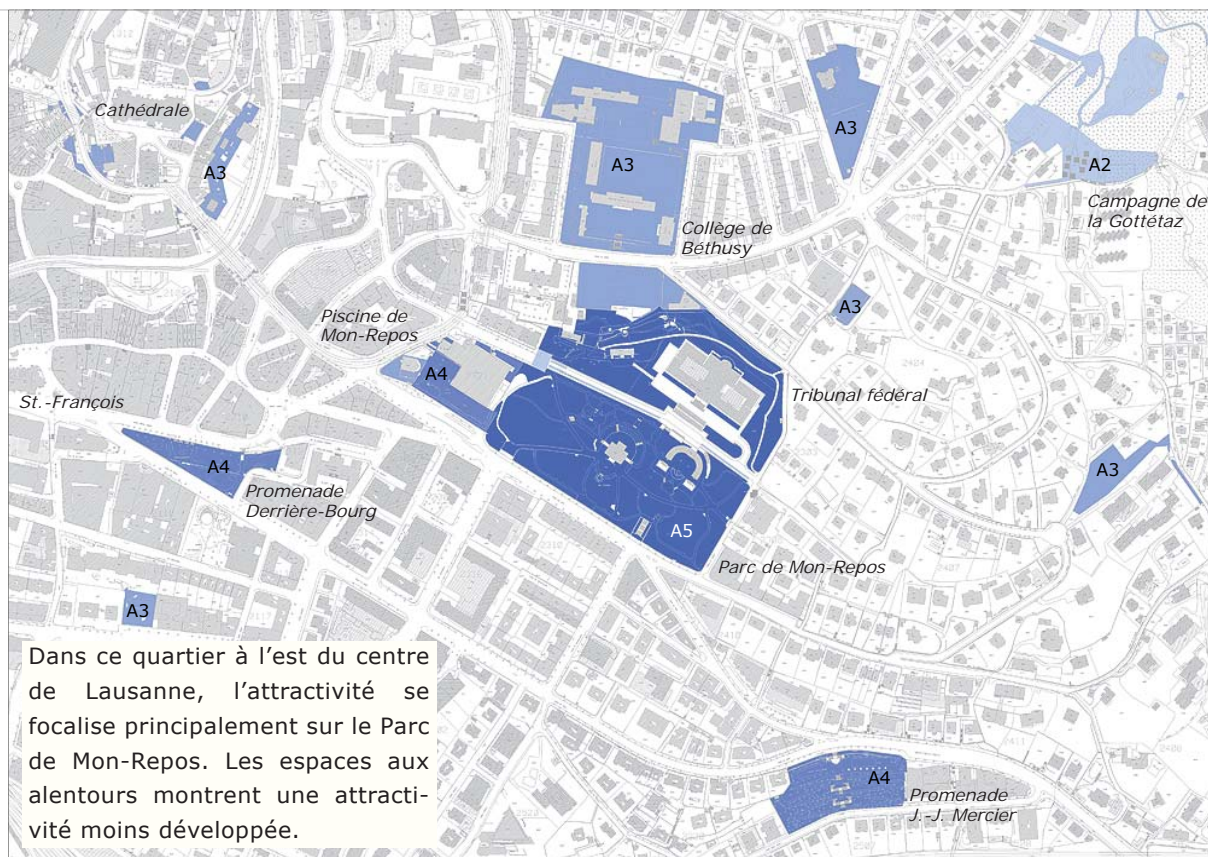 Cathédrale
A3
A3
A3
A2
Campagne de
la Gottétaz
Collège de
Béthusy
A3
Piscine de
Mon-Repos
A4
Tribunal fédéral
St.-François
A4
Promenade
Derrière-Bourg
A3
A5
Parc de Mon-Repos
A3
Dans ce quartier à l'est du centre
de Lausanne, l'attractivité se
focalise principalement sur le Parc
de Mon-Repos. Les espaces aux
alentours montrent une attracti-
vité moins développée.
A4
Promenade
J.-J. Mercier